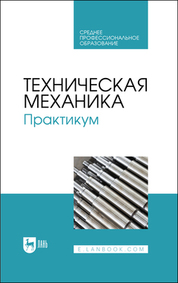 СРЕДНЕЕ
ПРОФЕССИОНАЛЬНОЕ
ОБРАЗОВАНИЕ
ТЕХНИЧЕСКАЯ
МЕХАНИКА
Практикум
ЛАНЬ
E.LANBOOK.COM